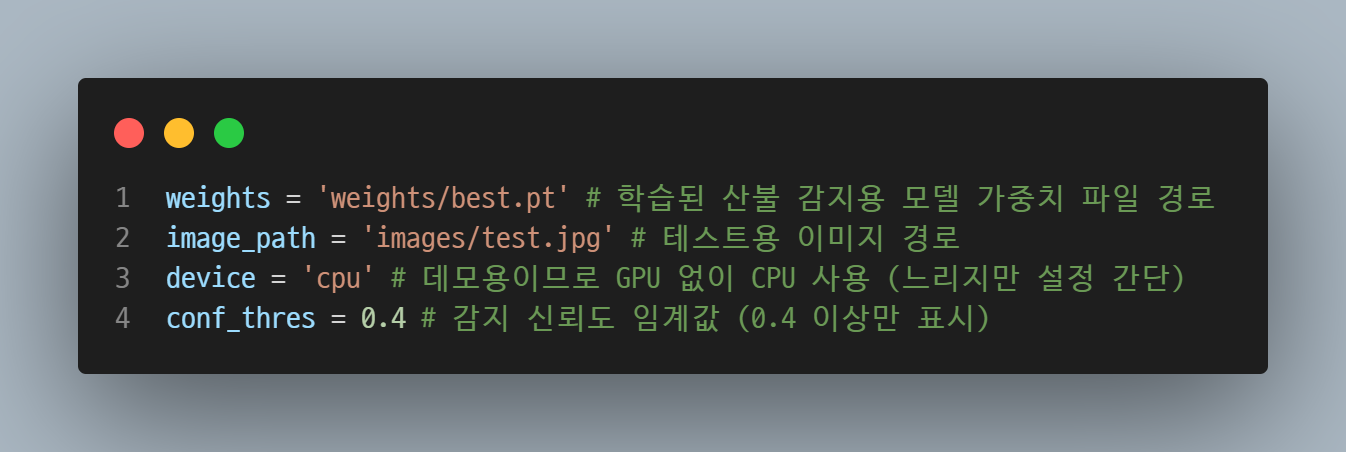 1 weights = 'weights/best.pt' # 학습된 산불 감지용 모델 가중치 파일 경로
2 image_path = 'images/test.jpg' # 테스트용 이미지 경로
3 device = 'cpu' # 데모용이므로 GPU 없이 CPU 사용 (느리지만 설정 간단)
4 conf_thres = 0.4 # 감지 신뢰도 임계값 (0.4 이상만 표시)